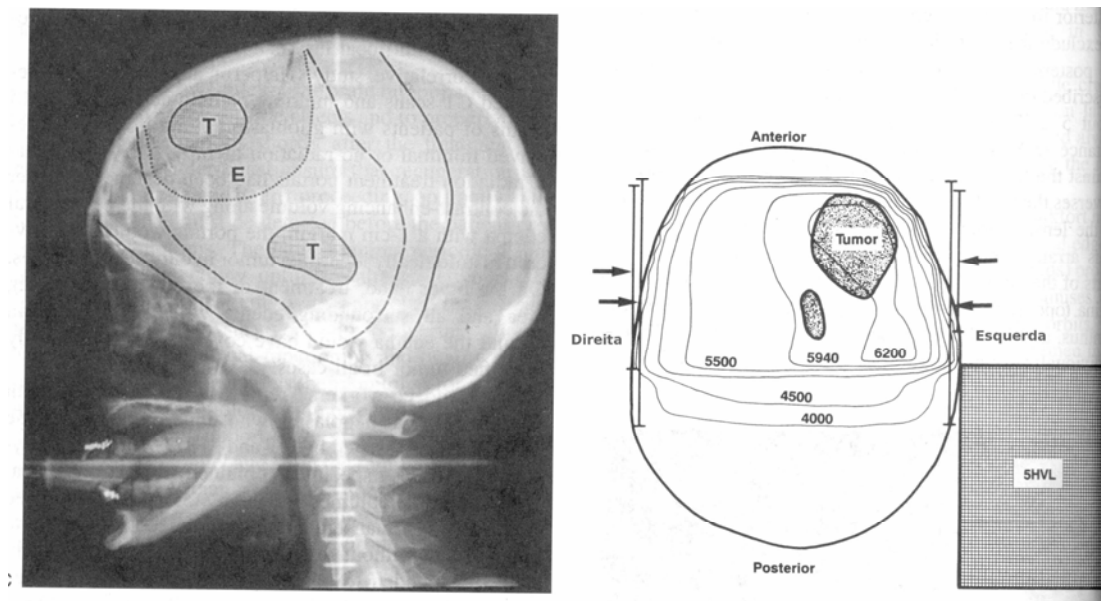 T
E
T
Anterior
Tumor
Direita
Esquerda
5500
5940
6200
4500
4000
5HVL
Posterior